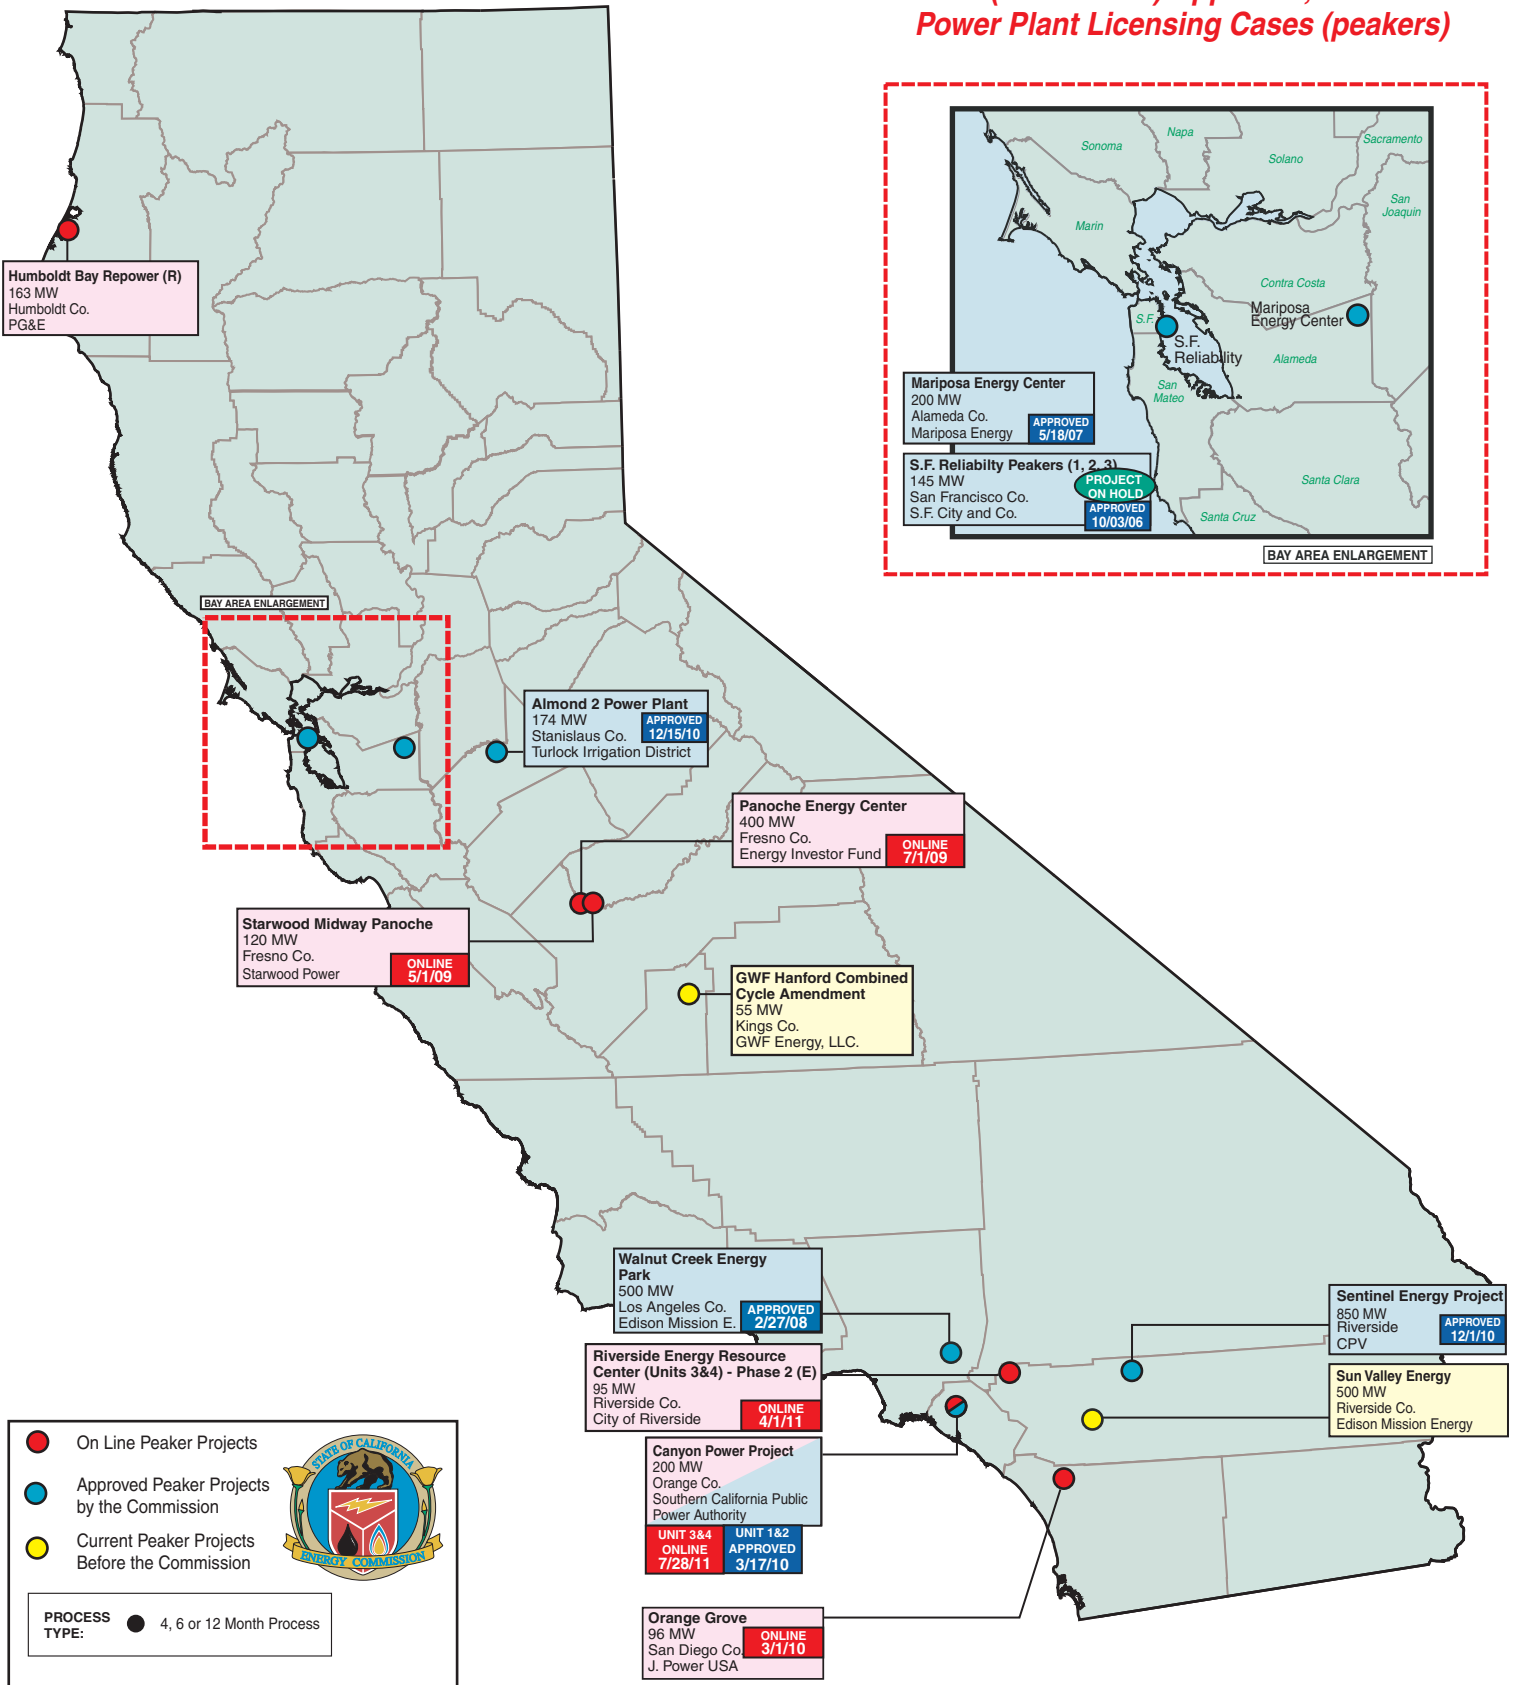 Power Plant Licensing Cases (peakers)
Sonoma
Napa
Solano
Sacramento
San
Joaquin
Marin
Contra Costa
Mariposa
Energy Center
S.F.
S.F.
Reliability
Alameda
San
Mateo
Santa Clara
Santa Cruz
Mariposa Energy Center
200 MW
Alameda Co.
Mariposa Energy
APPROVED
5/18/07
S.F. Reliabilty Peakers (1, 2, 3)
145 MW
San Francisco Co.
S.F. City and Co.
PROJECT
ON HOLD
APPROVED
10/03/06
BAY AREA ENLARGEMENT
Humboldt Bay Repower (R)
163 MW
Humboldt Co.
PG&E
BAY AREA ENLARGEMENT
Almond 2 Power Plant
174 MW
Stanislaus Co.
Turlock Irrigation District
APPROVED
12/15/10
Panoche Energy Center
400 MW
Fresno Co.
Energy Investor Fund
ONLINE
7/1/09
Starwood Midway Panoche
120 MW
Fresno Co.
Starwood Power
ONLINE
5/1/09
GWF Hanford Combined
Cycle Amendment
55 MW
Kings Co.
GWF Energy, LLC.
Walnut Creek Energy
Park
500 MW
Los Angeles Co.
Edison Mission E.
APPROVED
2/27/08
Sentinel Energy Project
850 MW
Riverside
CPV
APPROVED
12/1/10
Riverside Energy Resource
Center (Units 3&4) - Phase 2 (E)
95 MW
Riverside Co.
City of Riverside
ONLINE
4/1/11
Sun Valley Energy
500 MW
Riverside Co.
Edison Mission Energy
Canyon Power Project
200 MW
Orange Co.
Southern California Public
Power Authority
UNIT 3&4
ONLINE
7/28/11
UNIT 1&2
APPROVED
3/17/10
Orange Grove
96 MW
San Diego Co.
J. Power USA
ONLINE
3/1/10
On Line Peaker Projects
Approved Peaker Projects
by the Commission
Current Peaker Projects
Before the Commission
STATE OF CALIFORNIA
ENERGY COMMISSION
PROCESS
TYPE:
4, 6 or 12 Month Process